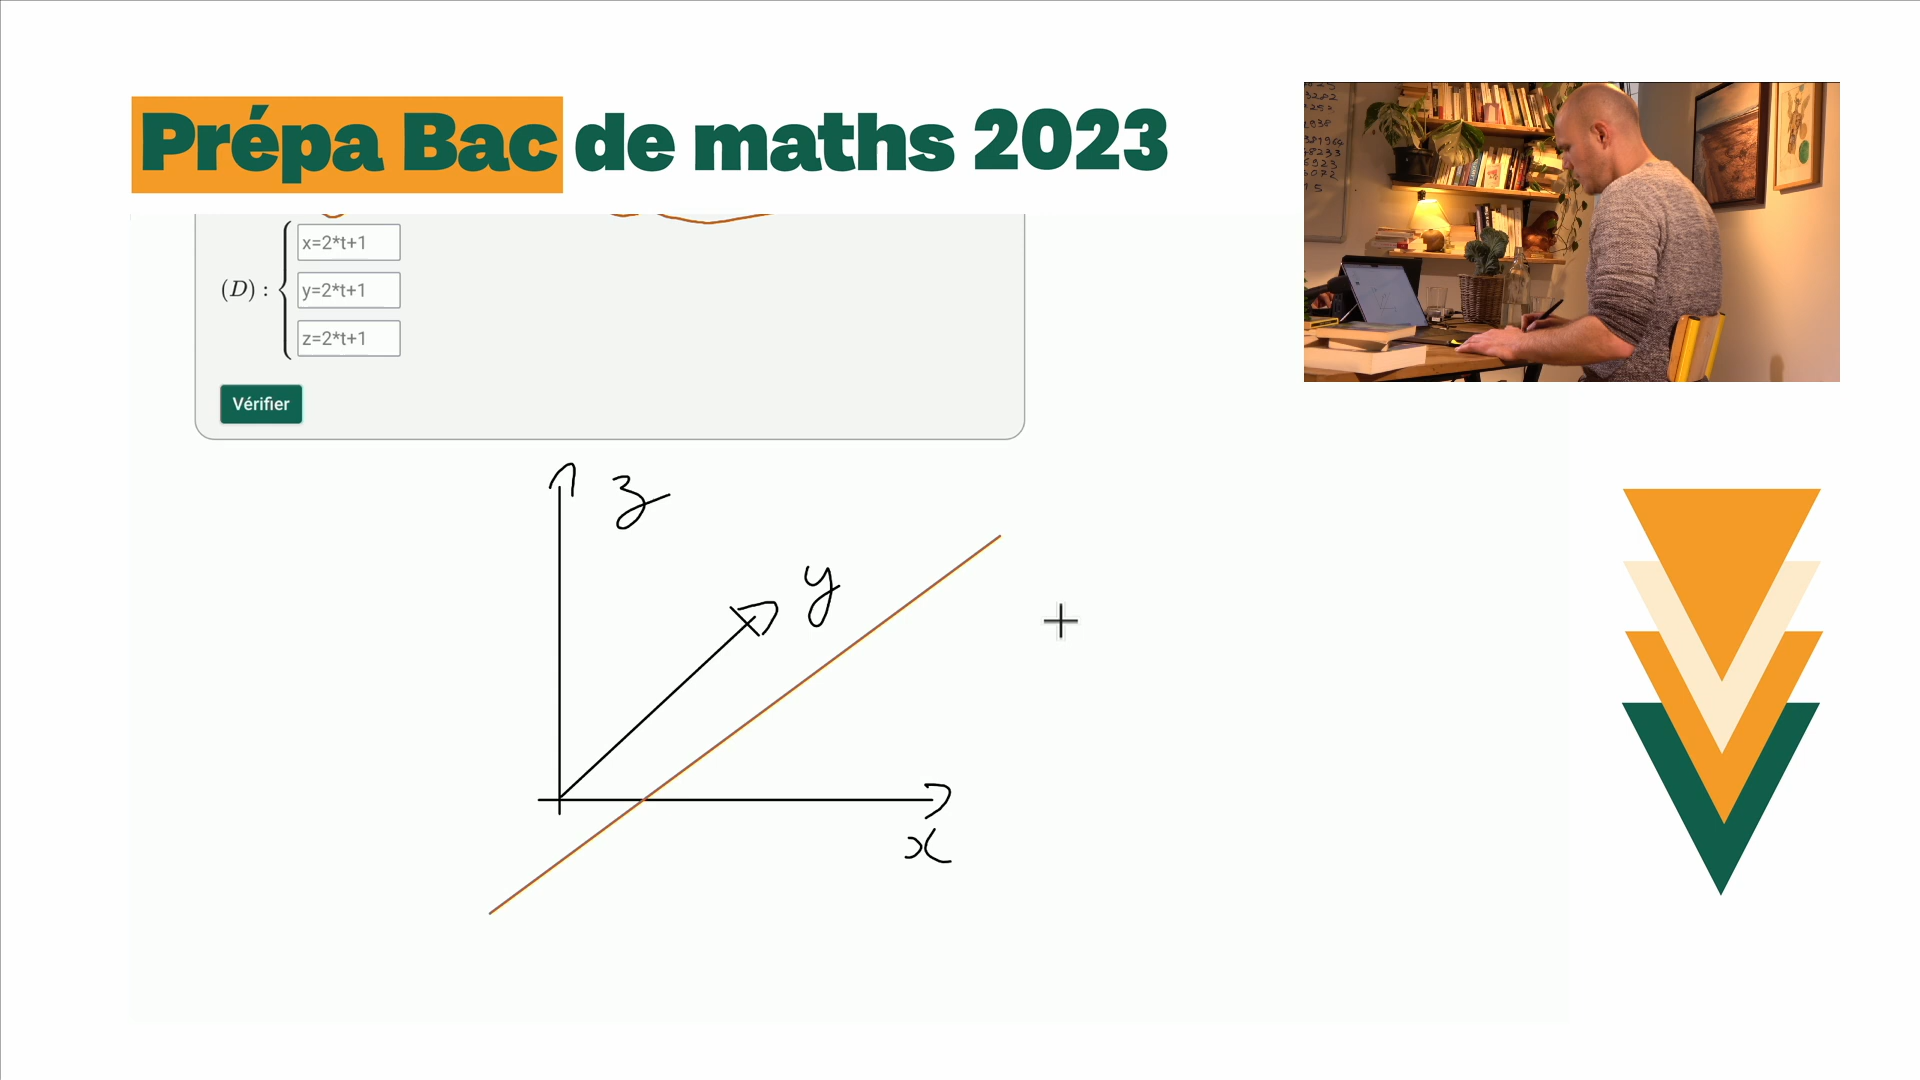 Prépa Bac de maths 2023
(D) :
x=2*t+1
y=2*t+1
z=2*t+1
Vérifier
z
y
x